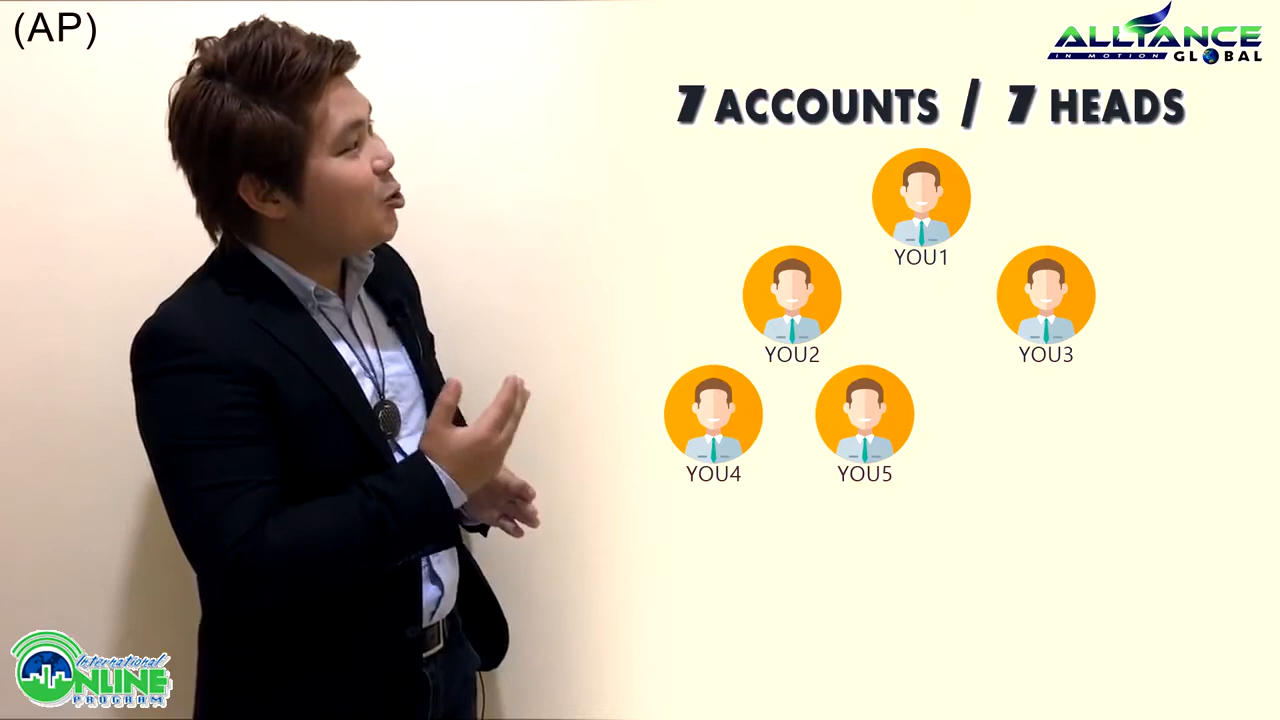 (AP)
ALLIANCE
IN MOTION GLOBAL
7 ACCOUNTS / 7 HEADS
YOU1
YOU2
YOU3
YOU4
YOU5
International
ONLINE
PROGRAM